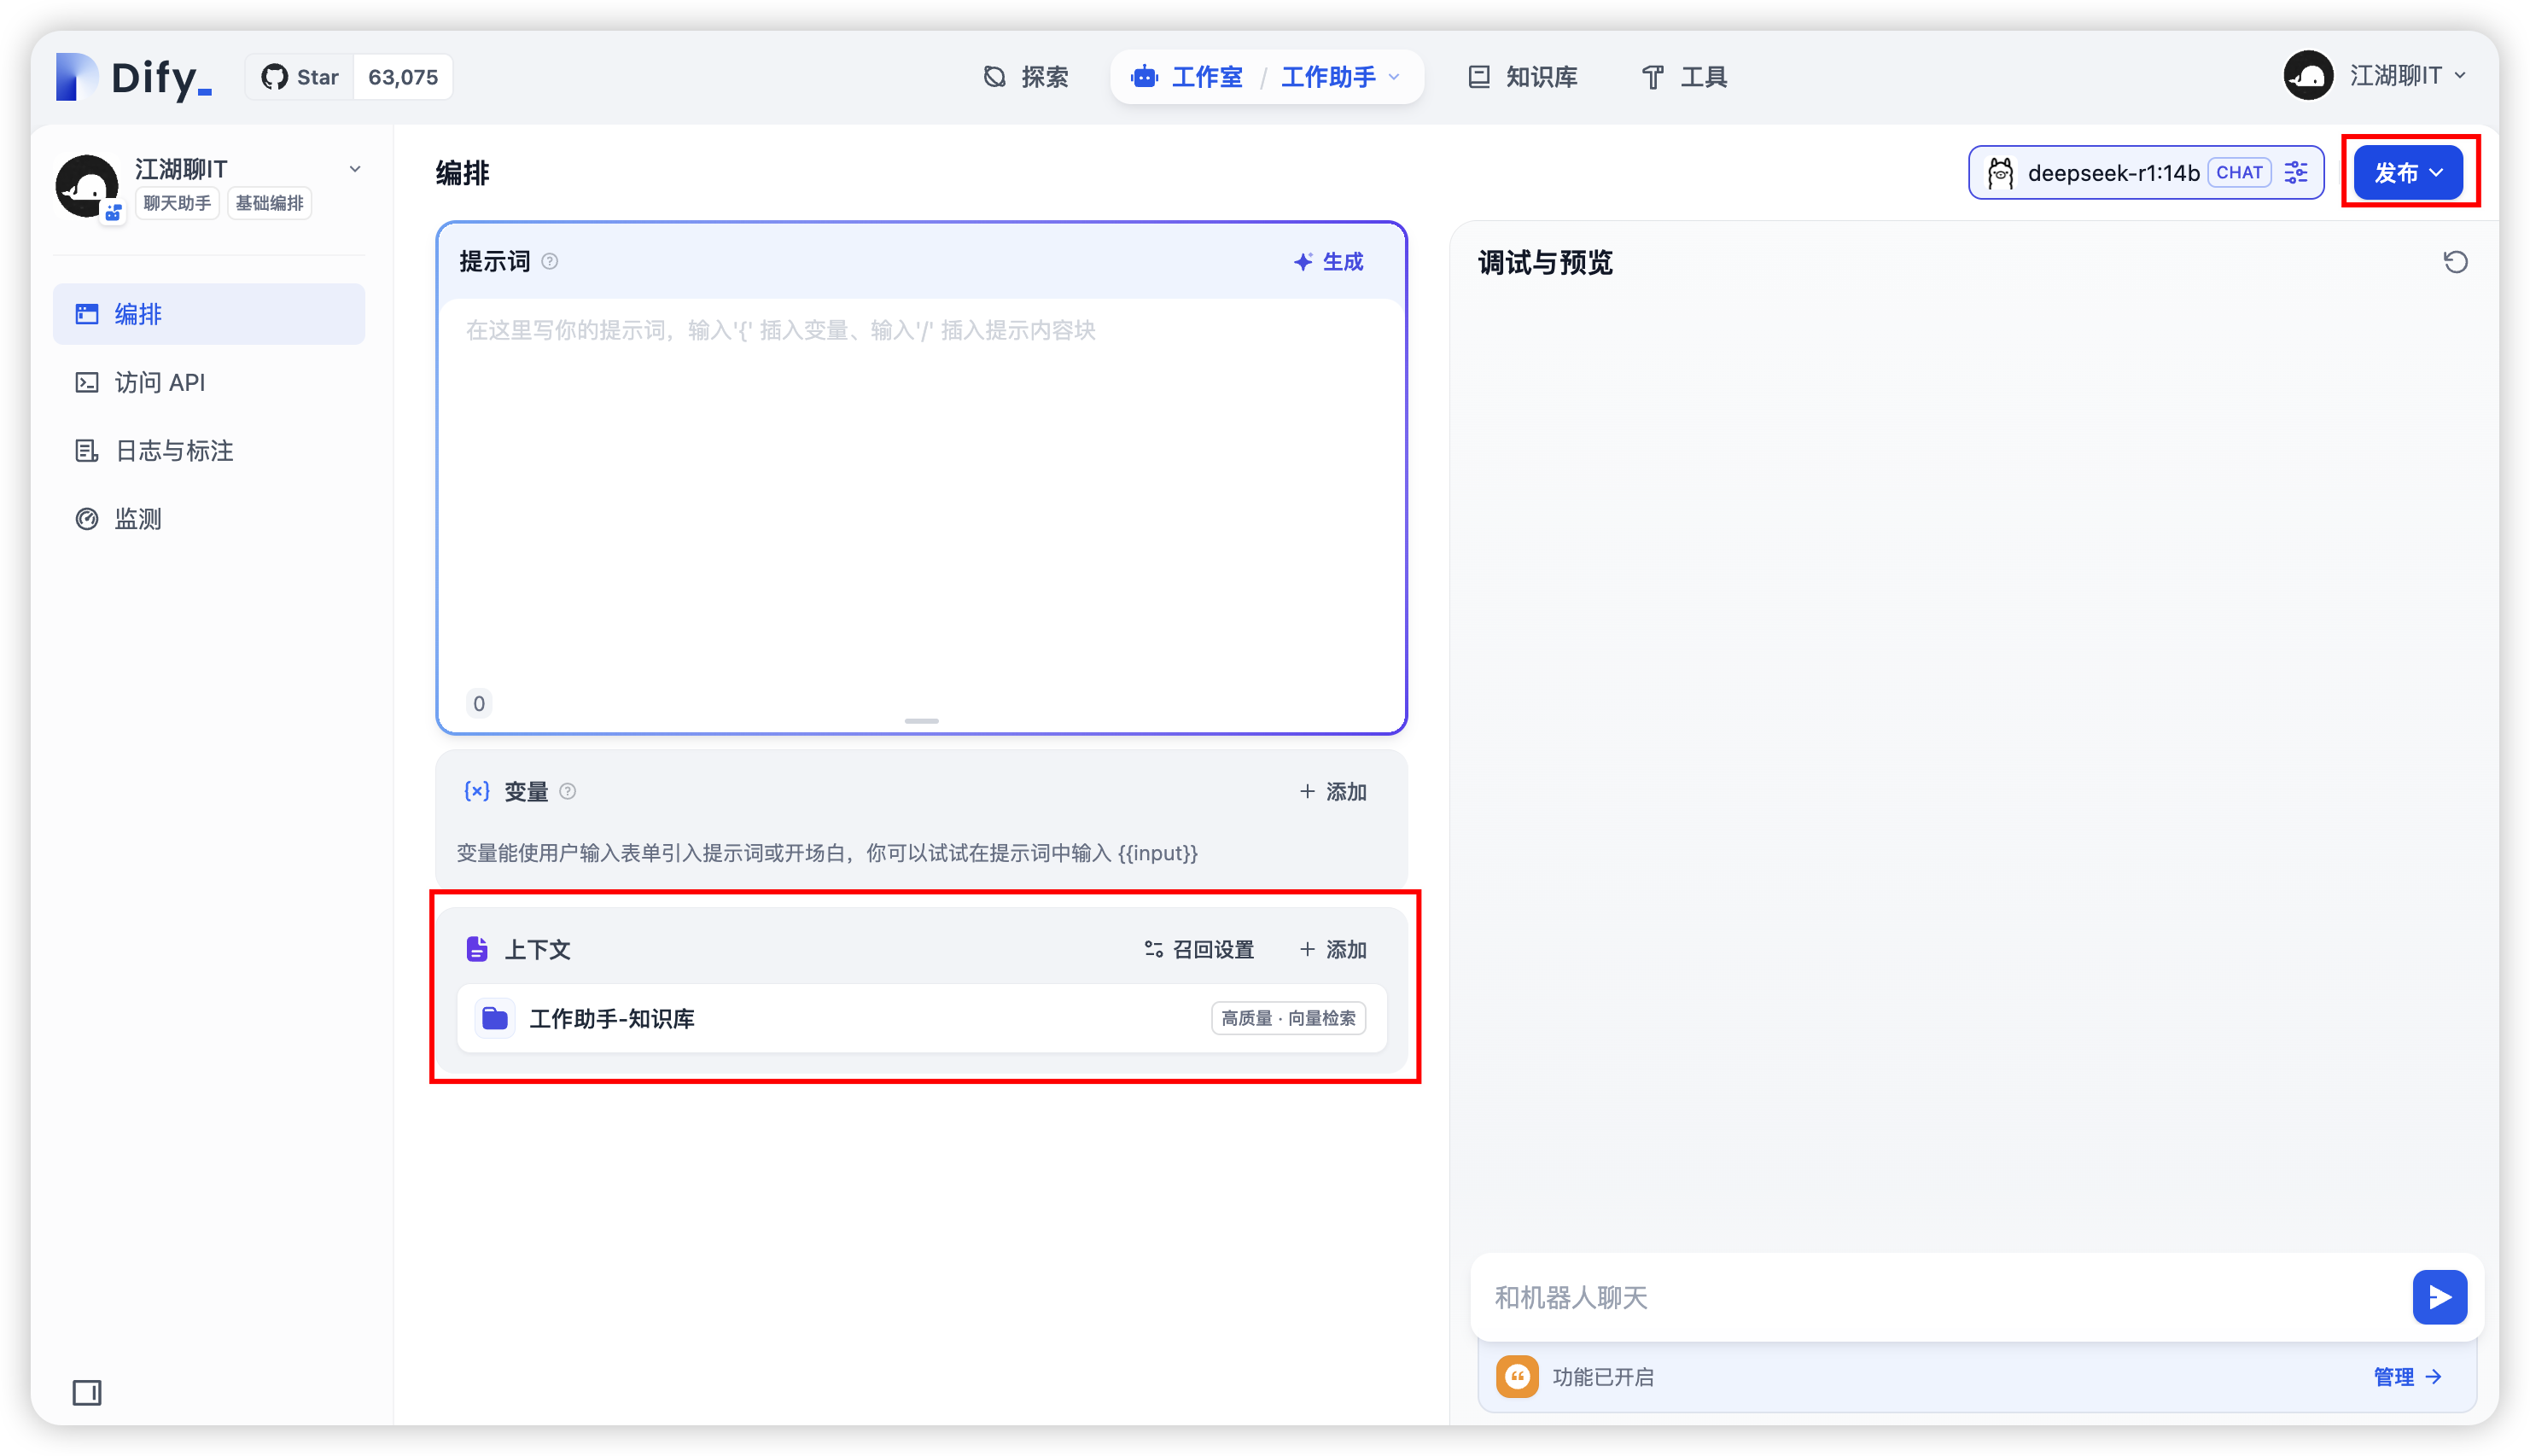 Dify_
Star 63,075
探索
工作室 / 工作助手
知识库
工具
江湖聊IT
江湖聊IT
聊天助手 基础编排
编排
访问 API
日志与标注
监测
编排
deepseek-r1:14b CHAT
发布
提示词
生成
在这里写你的提示词，输入'{' 插入变量、输入'/' 插入提示内容块
0
{x} 变量
+ 添加
变量能使用户输入表单引入提示词或开场白，你可以试试在提示词中输入 {{input}}
上下文
召回设置
+ 添加
工作助手-知识库
高质量 · 向量检索
调试与预览
和机器人聊天
功能已开启
管理 →